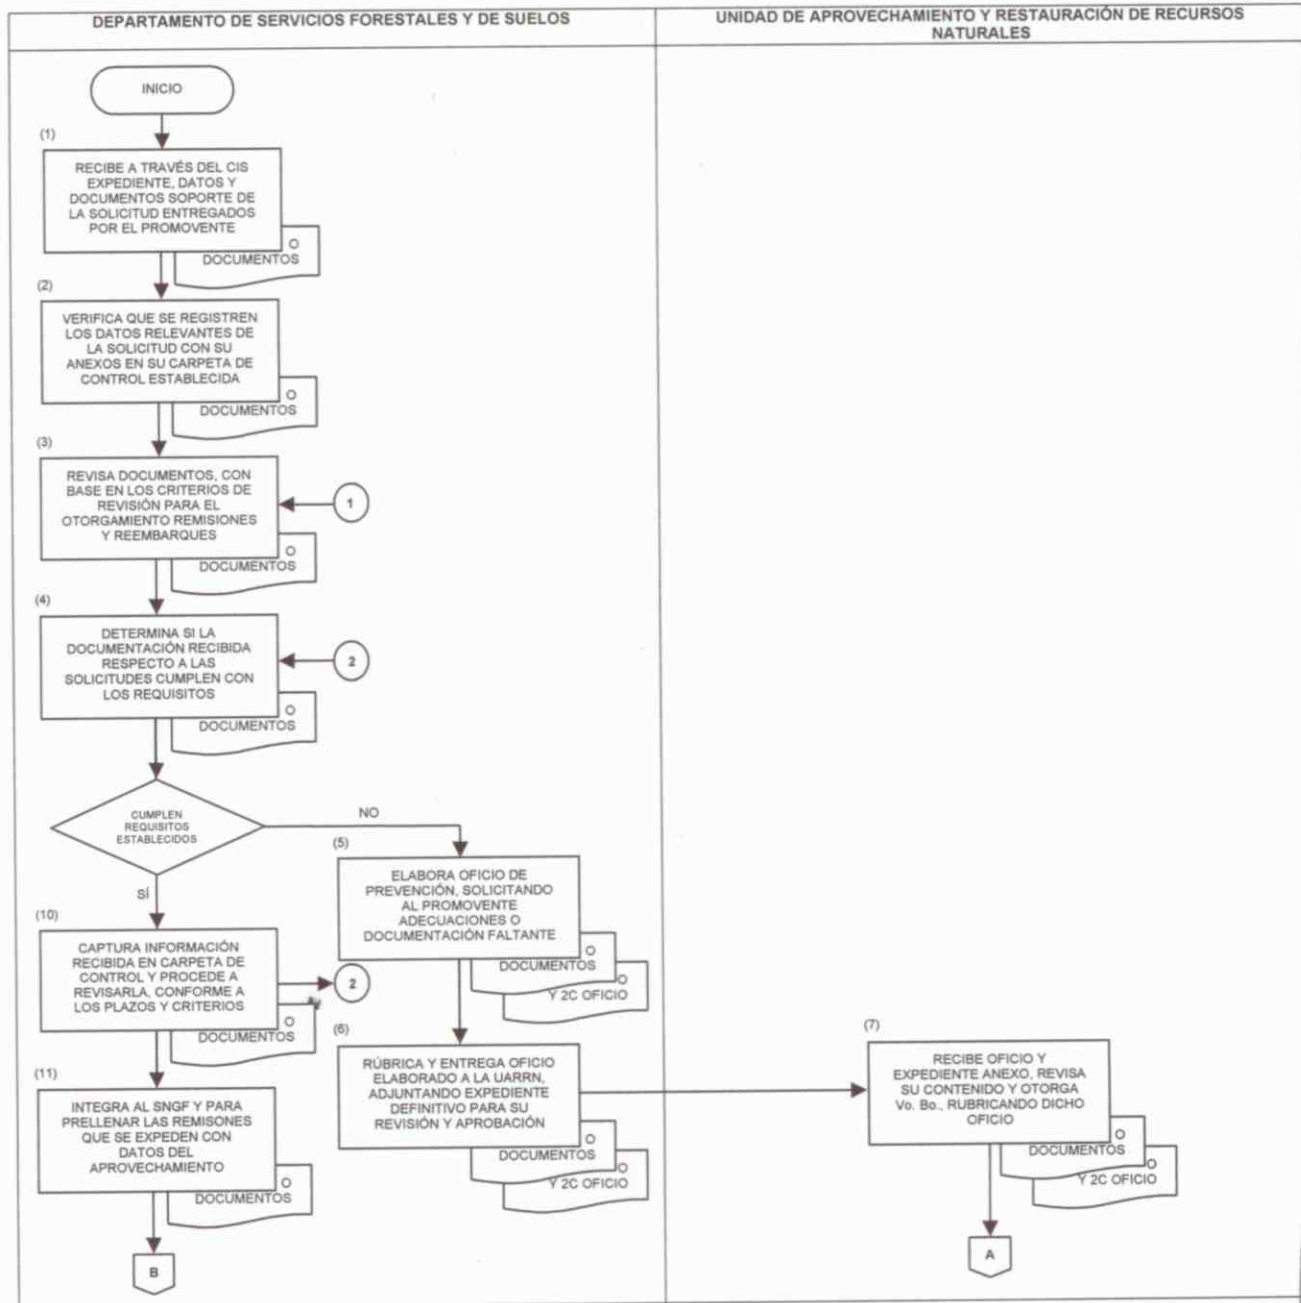 DEPARTAMENTO DE SERVICIOS FORESTALES Y DE SUELOS
UNIDAD DE APROVECHAMIENTO Y RESTAURACIÓN DE RECURSOS
NATURALES
INICIO
(1)
RECIBE A TRAVÉS DEL CIS
EXPEDIENTE, DATOS Y
DOCUMENTOS SOPORTE DE
LA SOLICITUD ENTREGADOS
POR EL PROMOVENTE
O
DOCUMENTOS
(2)
VERIFICA QUE SE REGISTREN
LOS DATOS RELEVANTES DE
LA SOLICITUD CON SU
ANEXOS EN SU CARPETA DE
CONTROL ESTABLECIDA
O
DOCUMENTOS
(3)
REVISA DOCUMENTOS, CON
BASE EN LOS CRITERIOS DE
REVISIÓN PARA EL
OTORGAMIENTO REMISIONES
Y REEMBARQUES
1
O
DOCUMENTOS
(4)
DETERMINA SI LA
DOCUMENTACIÓN RECIBIDA
RESPECTO A LAS
SOLICITUDES CUMPLEN CON
LOS REQUISITOS
2
O
DOCUMENTOS
CUMPLEN
REQUISITOS
ESTABLECIDOS
NO
SÍ
(5)
ELABORA OFICIO DE
PREVENCIÓN, SOLICITANDO
AL PROMOVENTE
ADECUACIONES O
DOCUMENTACIÓN FALTANTE
O
DOCUMENTOS
O
Y 2C OFICIO
(10)
CAPTURA INFORMACIÓN
RECIBIDA EN CARPETA DE
CONTROL Y PROCEDE A
REVISARLA, CONFORME A
LOS PLAZOS Y CRITERIOS
2
O
DOCUMENTOS
(6)
RÚBRICA Y ENTREGA OFICIO
ELABORADO A LA UARRN,
ADJUNTANDO EXPEDIENTE
DEFINITIVO PARA SU
REVISIÓN Y APROBACIÓN
O
DOCUMENTOS
O
Y 2C OFICIO
(7)
RECIBE OFICIO Y
EXPEDIENTE ANEXO, REVISA
SU CONTENIDO Y OTORGA
Vo. Bo., RUBRICANDO DICHO
OFICIO
O
DOCUMENTOS
O
Y 2C OFICIO
(11)
INTEGRA AL SNGF Y PARA
PRELLENAR LAS REMISONES
QUE SE EXPEDEN CON
DATOS DEL
APROVECHAMIENTO
O
DOCUMENTOS
B
A